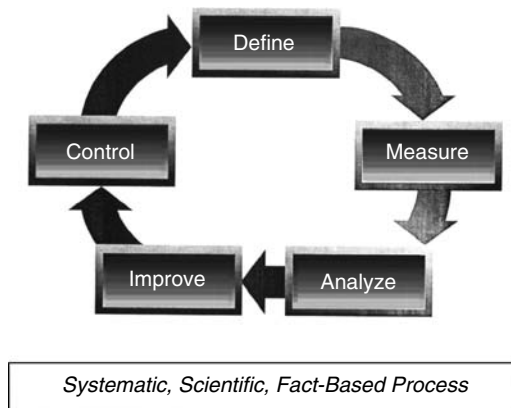 Define
Measure
Analyze
Improve
Control
Systematic, Scientific, Fact-Based Process